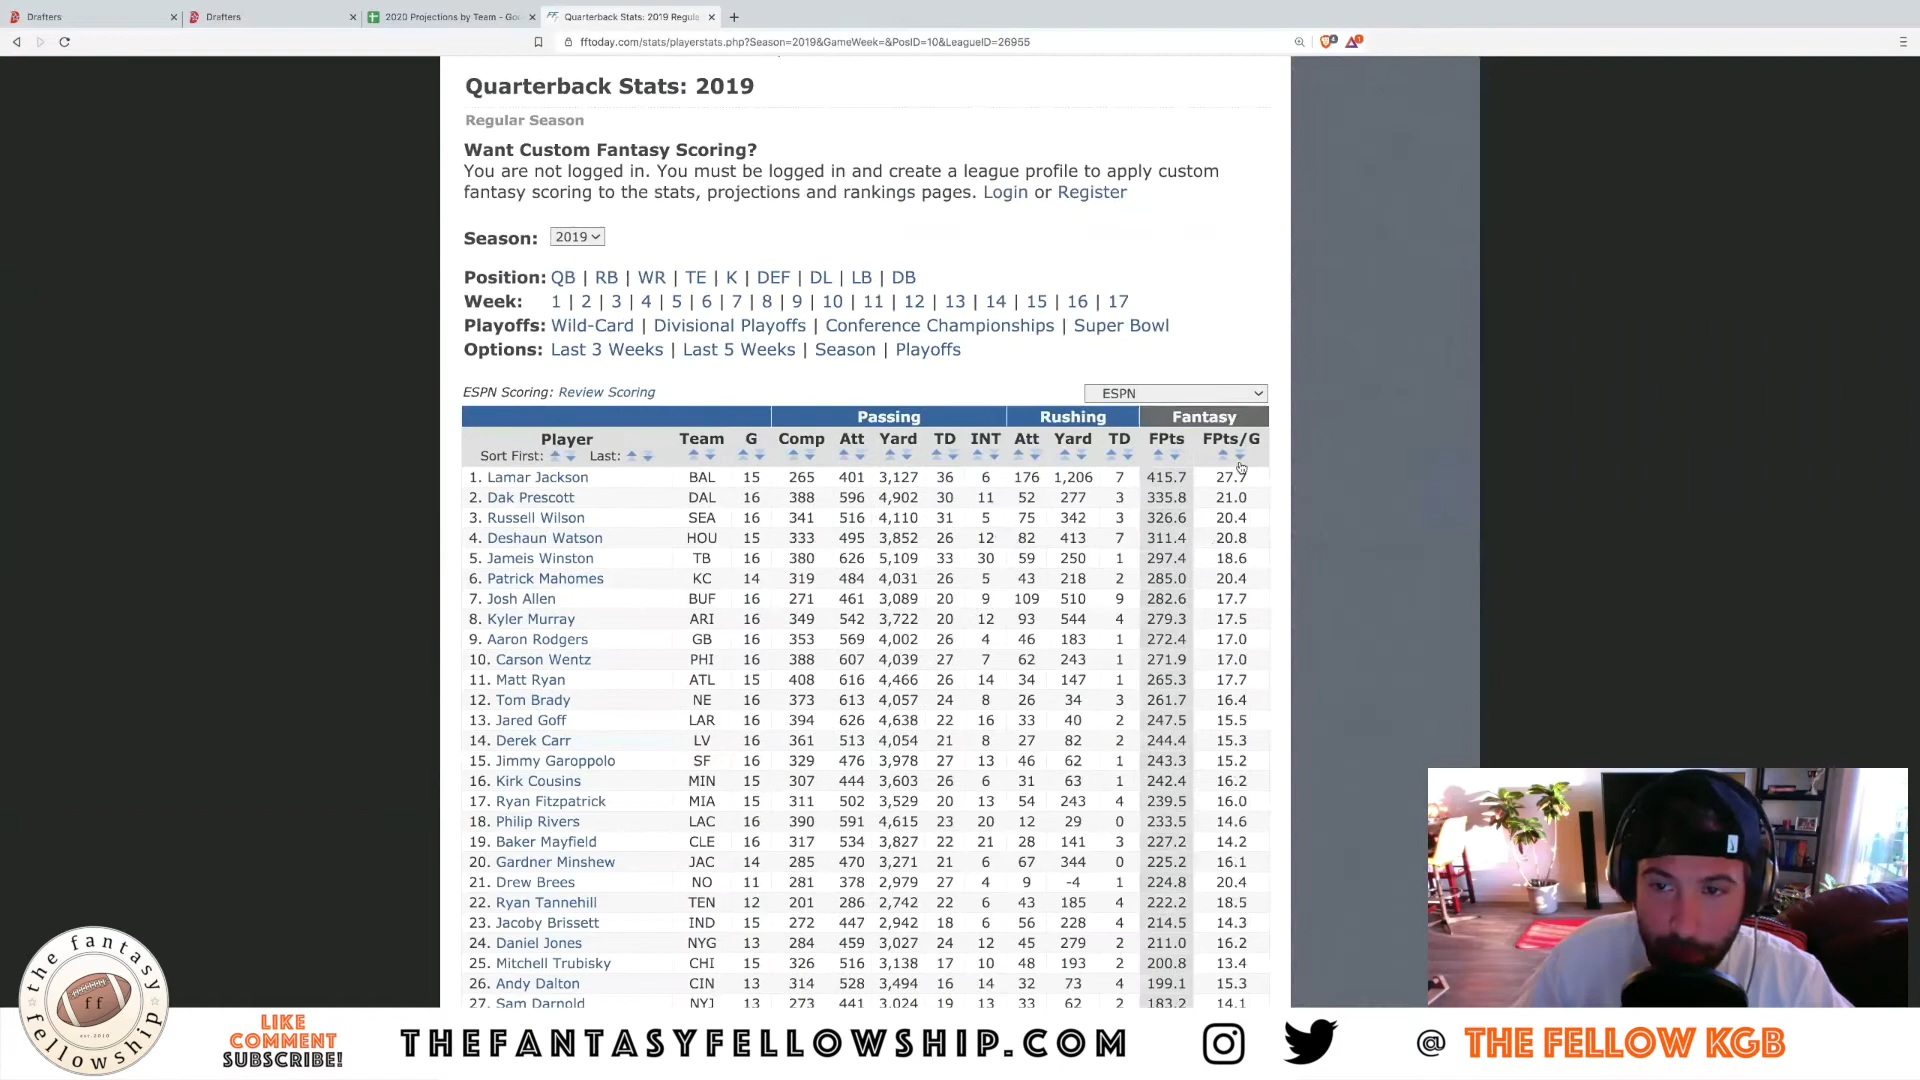 Drafters
Drafters
2020 Projections by Team - Goo
Quarterback Stats: 2019 Regula
fftoday.com/stats/playerstats.php?Season=2019&GameWeek=&PosID=10&LeagueID=26955
Quarterback Stats: 2019
Regular Season
Want Custom Fantasy Scoring?
You are not logged in. You must be logged in and create a league profile to apply custom
fantasy scoring to the stats, projections and rankings pages. Login or Register
Season: 2019
Position: QB | RB | WR | TE | K | DEF | DL | LB | DB
Week: 1 | 2 | 3 | 4 | 5 | 6 | 7 | 8 | 9 | 10 | 11 | 12 | 13 | 14 | 15 | 16 | 17
Playoffs: Wild-Card | Divisional Playoffs | Conference Championships | Super Bowl
Options: Last 3 Weeks | Last 5 Weeks | Season | Playoffs
ESPN Scoring: Review Scoring ESPN
Passing Rushing Fantasy
Player Team G Comp Att Yard TD INT Att Yard TD FPts FPts/G
Sort First: Last:
1. Lamar Jackson BAL 15 265 401 3,127 36 6 176 1,206 7 415.7 27.7
2. Dak Prescott DAL 16 388 596 4,902 30 11 52 277 3 335.8 21.0
3. Russell Wilson SEA 16 341 516 4,110 31 5 75 342 3 326.6 20.4
4. Deshaun Watson HOU 15 333 495 3,852 26 12 82 413 7 311.4 20.8
5. Jameis Winston TB 16 380 626 5,109 33 30 59 250 1 297.4 18.6
6. Patrick Mahomes KC 14 319 484 4,031 26 5 43 218 2 285.0 20.4
7. Josh Allen BUF 16 271 461 3,089 20 9 109 510 9 282.6 17.7
8. Kyler Murray ARI 16 349 542 3,722 20 12 93 544 4 279.3 17.5
9. Aaron Rodgers GB 16 353 569 4,002 26 4 46 183 1 272.4 17.0
10. Carson Wentz PHI 16 388 607 4,039 27 7 62 243 1 271.9 17.0
11. Matt Ryan ATL 15 408 616 4,466 26 14 34 147 1 265.3 17.7
12. Tom Brady NE 16 373 613 4,057 24 8 26 34 3 261.7 16.4
13. Jared Goff LAR 16 394 626 4,638 22 16 33 40 2 247.5 15.5
14. Derek Carr LV 16 361 513 4,054 21 8 27 82 2 244.4 15.3
15. Jimmy Garoppolo SF 16 329 476 3,978 27 13 46 62 1 243.3 15.2
16. Kirk Cousins MIN 15 307 444 3,603 26 6 31 63 1 242.4 16.2
17. Ryan Fitzpatrick MIA 15 311 502 3,529 20 13 54 243 4 239.5 16.0
18. Philip Rivers LAC 16 390 591 4,615 23 20 12 29 0 233.5 14.6
19. Baker Mayfield CLE 16 317 534 3,827 22 21 28 141 3 227.2 14.2
20. Gardner Minshew JAC 14 285 470 3,271 21 6 67 344 0 225.2 16.1
21. Drew Brees NO 11 281 378 2,979 27 4 9 -4 1 224.8 20.4
22. Ryan Tannehill TEN 12 201 286 2,742 22 6 43 185 4 222.2 18.5
23. Jacoby Brissett IND 15 272 447 2,942 18 6 56 228 4 214.5 14.3
24. Daniel Jones NYG 13 284 459 3,027 24 12 45 279 2 211.0 16.2
25. Mitchell Trubisky CHI 15 326 516 3,138 17 10 48 193 2 200.8 13.4
26. Andy Dalton CIN 13 314 528 3,494 16 14 32 73 4 199.1 15.3
27. Sam Darnold NYJ 13 273 441 3,024 19 13 33 62 2 183.2 14.1
the fantasy
ff
est.2010
fellowship
LIKE
COMMENT
SUBSCRIBE!
THEFANTASYFELLOWSHIP.COM
@ THE FELLOW KGB